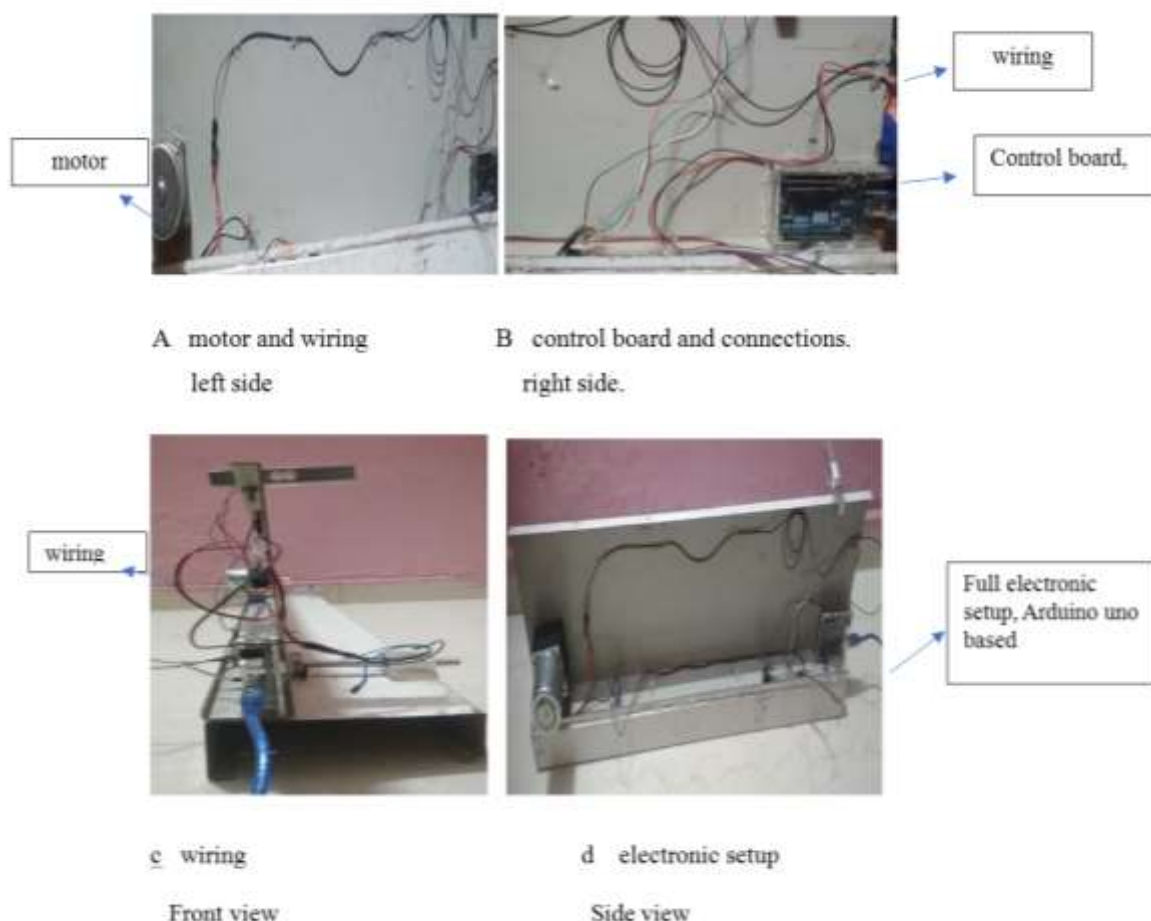 wiring
motor
Control board,
A motor and wiring
left side
B control board and connections.
right side.
wiring
Full electronic
setup, Arduino uno
based
c wiring
Front view
d electronic setup
Side view